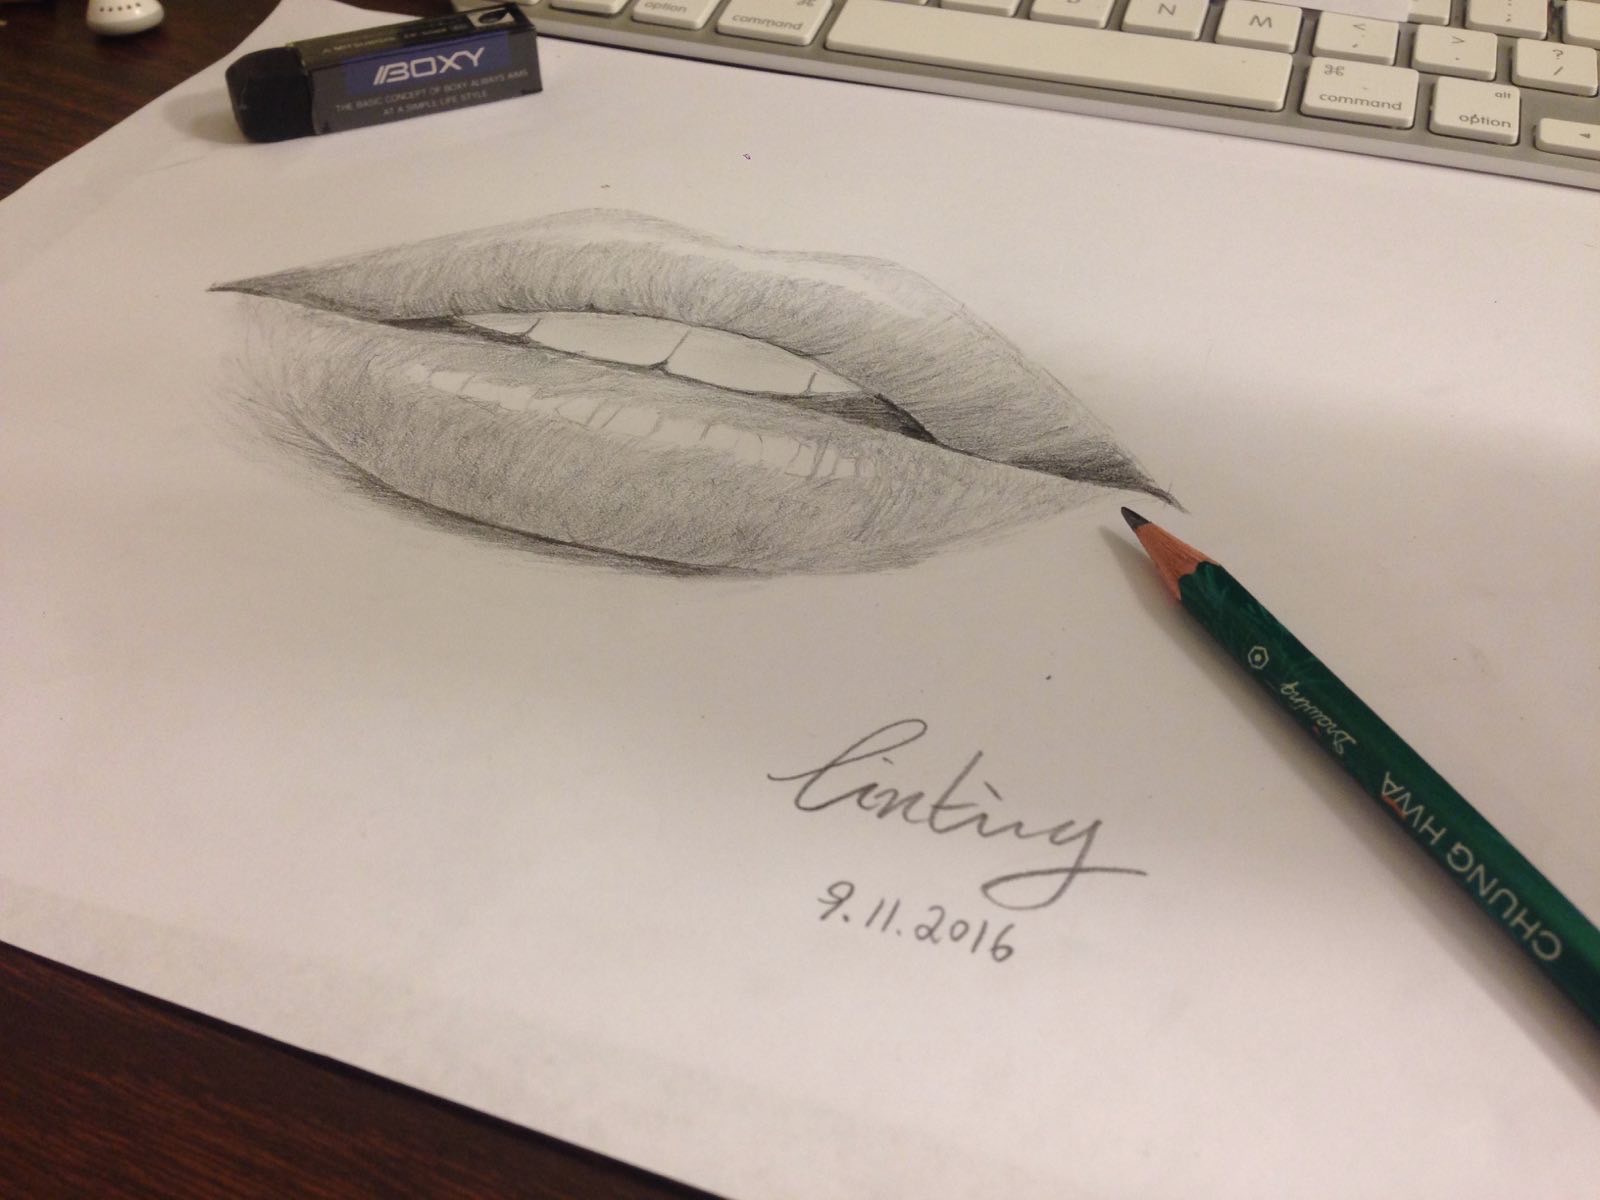 BOXY
THE BASIC CONCEPT OF BOXY ALWAYS AIMS
AT A SIMPLE LIFE STYLE
option
⌘
command
N
M
<
,
>
.
?
/
⌘
command
alt
option
◄
Drawing
CHUNG HWA
linting
9.11.2016